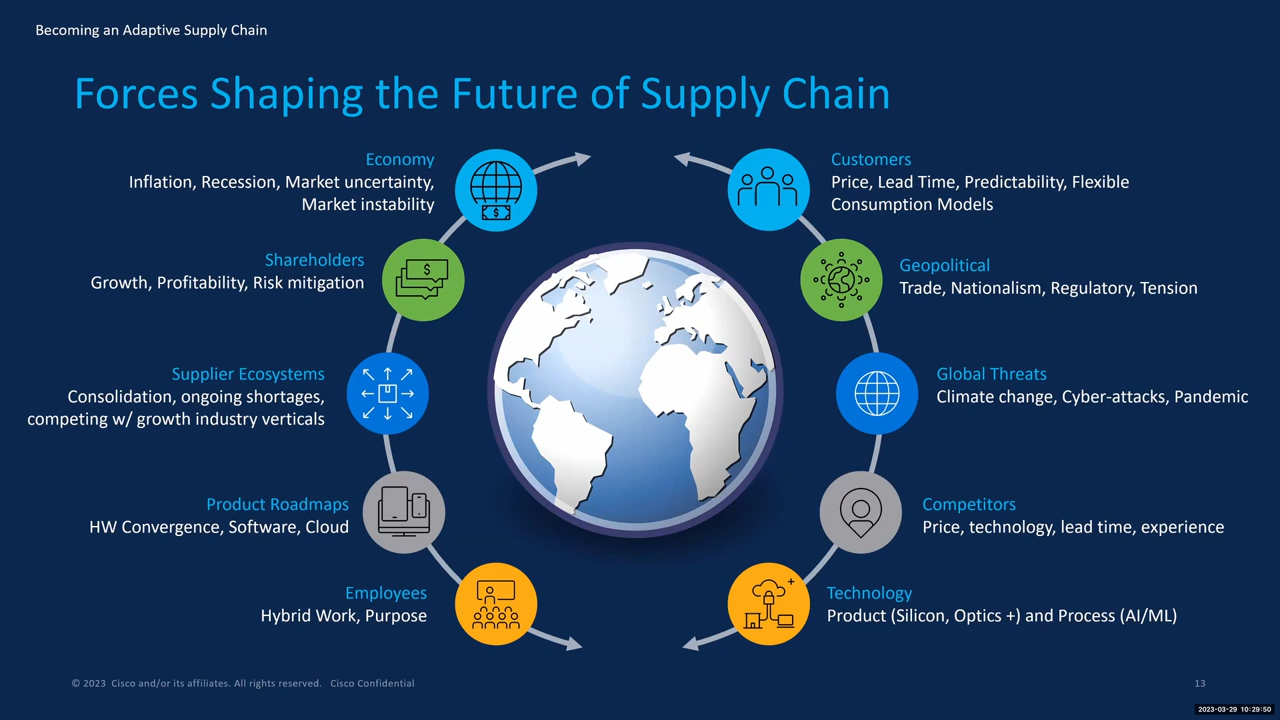 Becoming an Adaptive Supply Chain
Forces Shaping the Future of Supply Chain
Economy
Inflation, Recession, Market uncertainty,
Market instability
Shareholders
Growth, Profitability, Risk mitigation
Supplier Ecosystems
Consolidation, ongoing shortages,
competing w/ growth industry verticals
Product Roadmaps
HW Convergence, Software, Cloud
Employees
Hybrid Work, Purpose
Customers
Price, Lead Time, Predictability, Flexible
Consumption Models
Geopolitical
Trade, Nationalism, Regulatory, Tension
Global Threats
Climate change, Cyber-attacks, Pandemic
Competitors
Price, technology, lead time, experience
Technology
Product (Silicon, Optics +) and Process (AI/ML)
© 2023 Cisco and/or its affiliates. All rights reserved. Cisco Confidential
13
2023-03-29 10:29:50